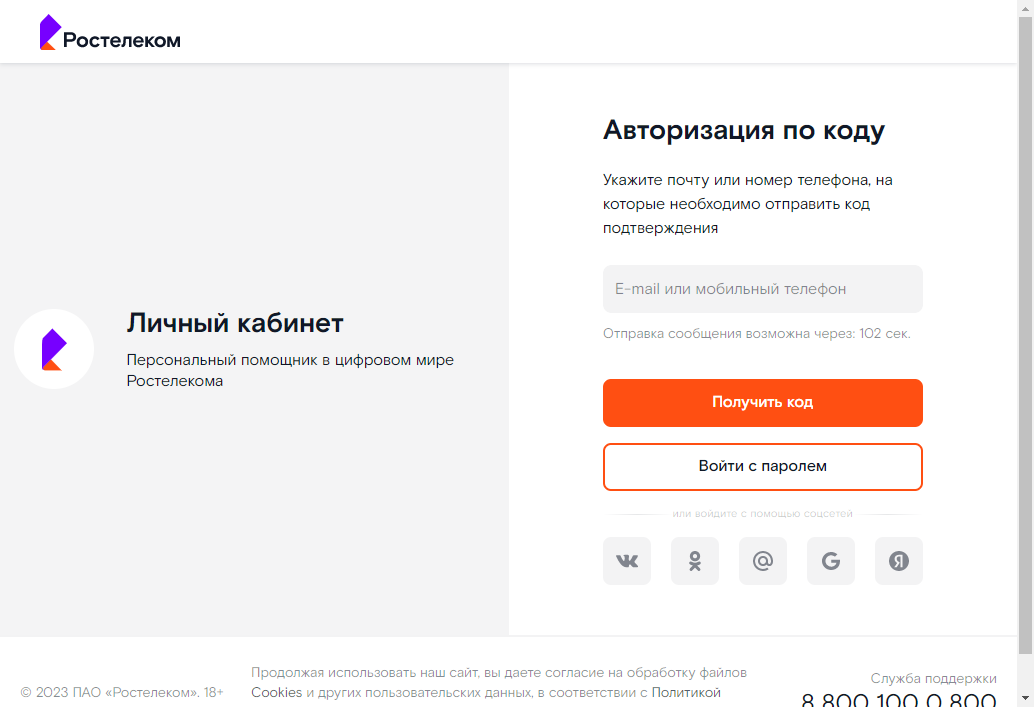 Ростелеком
Авторизация по коду
Укажите почту или номер телефона, на
которые необходимо отправить код
подтверждения
E-mail или мобильный телефон
Отправка сообщения возможна через: 102 сек.
Личный кабинет
Персональный помощник в цифровом мире
Ростелекома
Получить код
Войти с паролем
или войдите с помощью соцсетей
Продолжая использовать наш сайт, вы даете согласие на обработку файлов
Cookies и других пользовательских данных, в соответствии с Политикой
© 2023 ПАО «Ростелеком». 18+
Служба поддержки
8 800 100 0 800